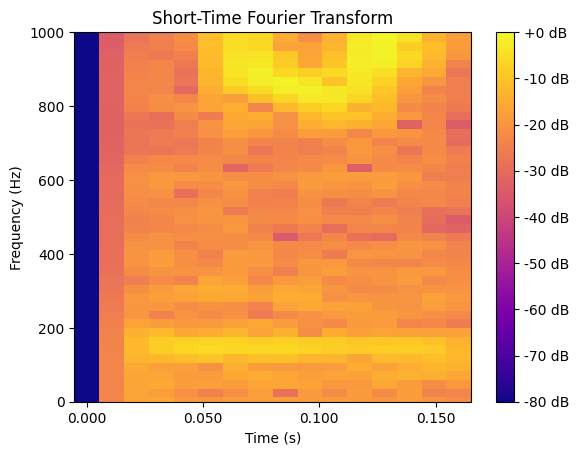 Short-Time Fourier Transform
1000
800
600
400
200
0
Frequency (Hz)
0.000
0.050
0.100
0.150
Time (s)
+0 dB
-10 dB
-20 dB
-30 dB
-40 dB
-50 dB
-60 dB
-70 dB
-80 dB